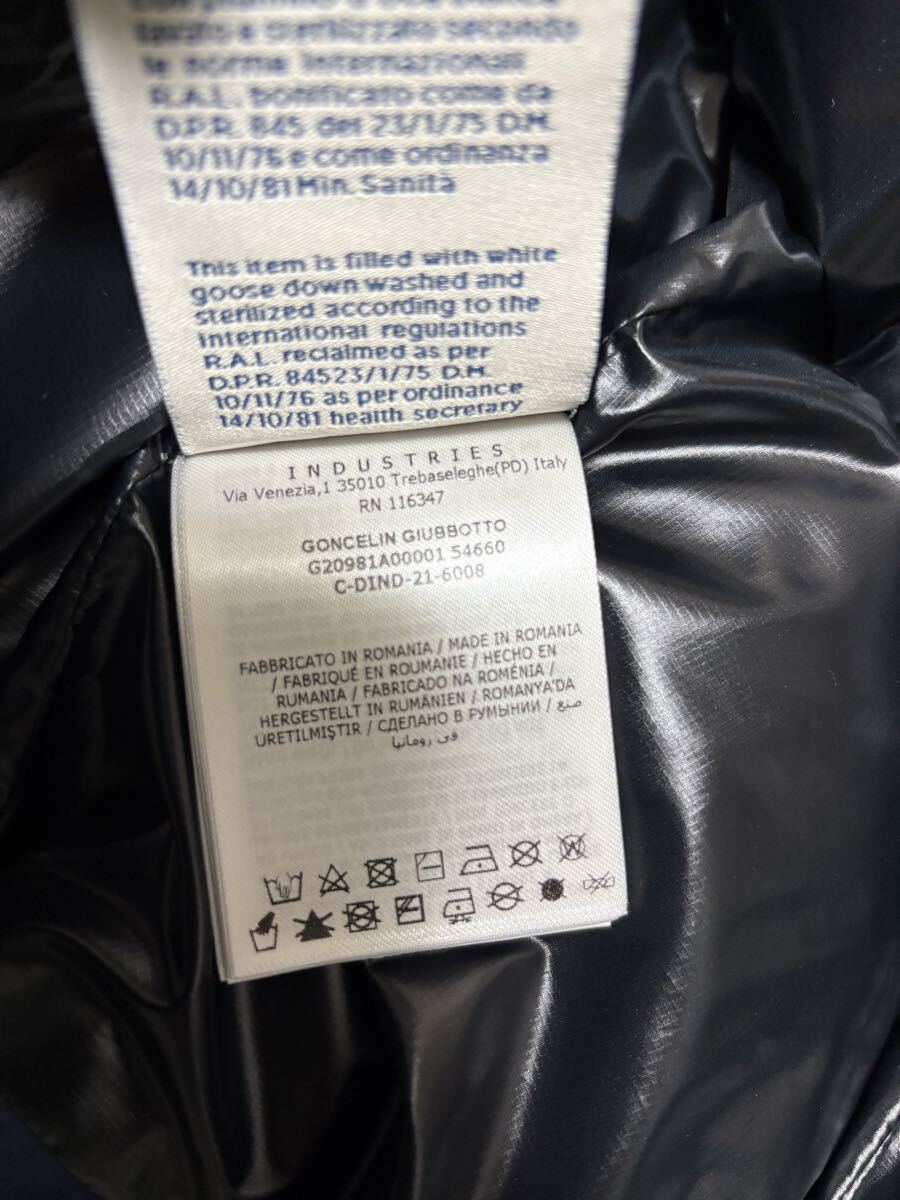 lavato e sterilizzato secondo
le norme internazionali
R.A.L. bonificato come da
D.P.R. 845 del 23/1/75 D.M.
10/11/76 e come ordinanza
14/10/81 Min. Sanità
This item is filled with white
goose down washed and
sterilized according to the
international regulations
R.A.L. reclaimed as per
D.P.R. 84523/1/75 D.M.
10/11/76 as per ordinance
14/10/81 health secretary
INDUSTRIES
Via Venezia,1 35010 Trebaseleghe(PD) Italy
RN 116347
GONCELIN GIUBBOTTO
G20981A00001 54660
C-DIND-21-6008
FABBRICATO IN ROMANIA / MADE IN ROMANIA
/ FABRIQUÉ EN ROUMANIE / HECHO EN
RUMANIA / FABRICADO NA ROMÉNIA /
HERGESTELLT IN RUMÄNIEN / ROMANYA'DA
ÜRETILMIŞTIR / СДЕЛАНО В РУМЫНИИ / صنع
في رومانيا